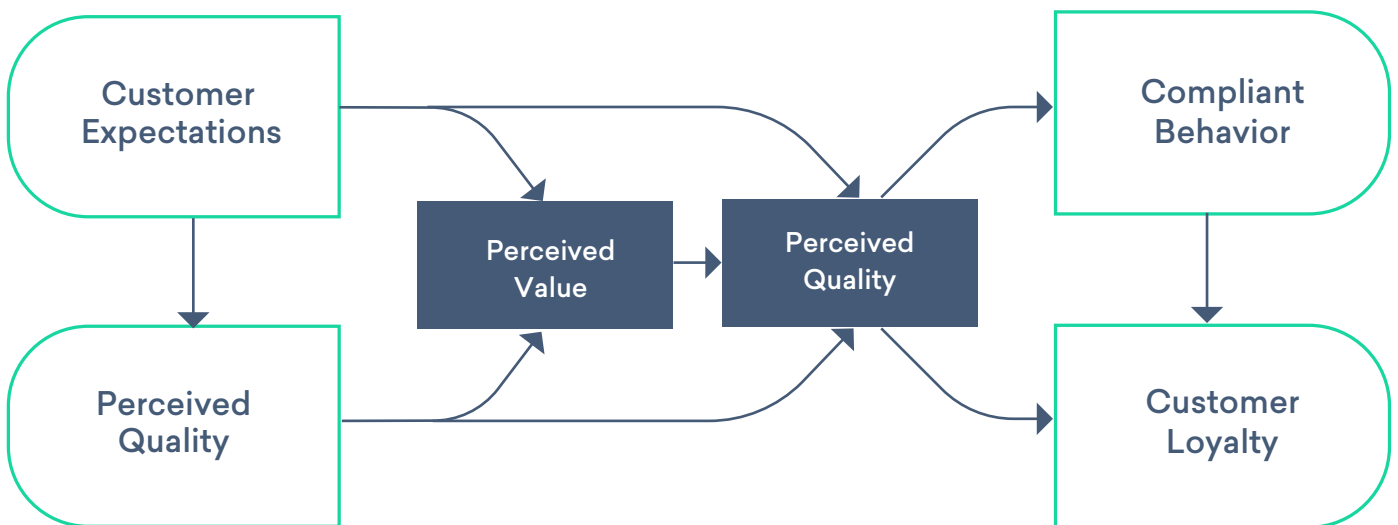 Customer
Expectations
Compliant
Behavior
Perceived
Value
Perceived
Quality
Perceived
Quality
Customer
Loyalty